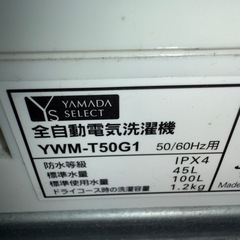 YS YAMADA
SELECT
全自動電気洗濯機
YWM-T50G1 50/60Hz用
防水等級 IPX4
標準水量 45L
標準使用水量 100L
ドライコース時の洗濯容量 1.2kg
Made